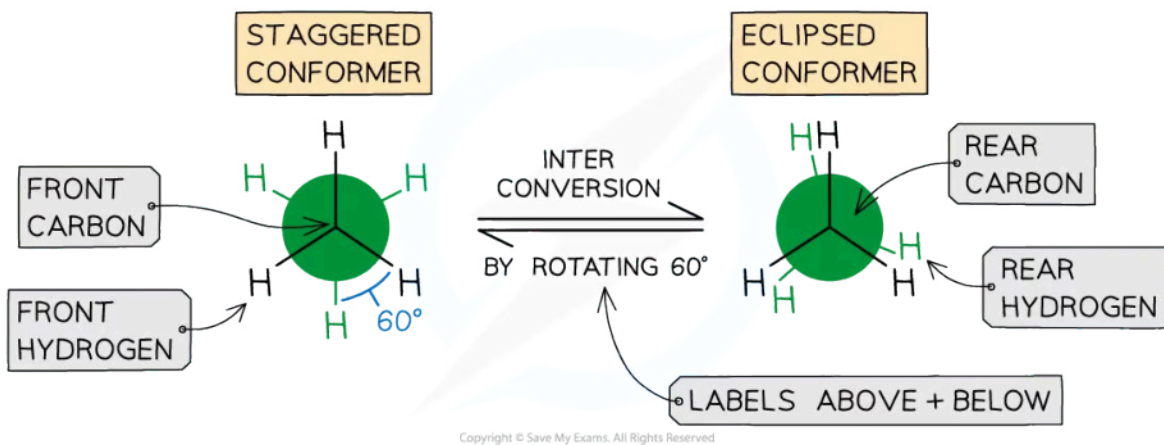 STAGGERED
CONFORMER
ECLIPSED
CONFORMER
H
H
H
H
H
H
60°
FRONT
CARBON
FRONT
HYDROGEN
INTER
CONVERSION
BY ROTATING 60°
H
H
H
H
H
H
REAR
CARBON
REAR
HYDROGEN
LABELS ABOVE + BELOW
Copyright © Save My Exams. All Rights Reserved